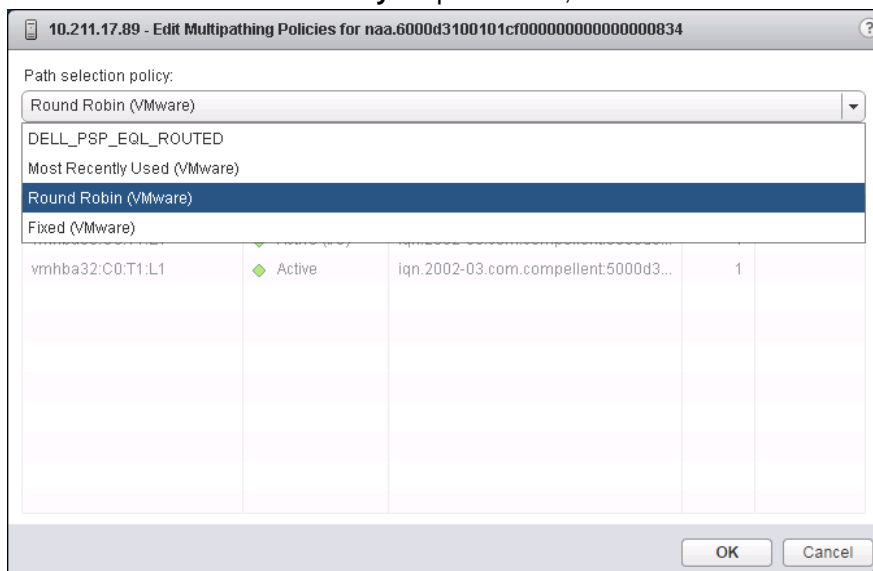 10.211.17.89 - Edit Multipathing Policies for naa.6000d3100101cf000000000000000834
?
Path selection policy:
Round Robin (VMware)
DELL_PSP_EQL_ROUTED
Most Recently Used (VMware)
Round Robin (VMware)
Fixed (VMware)
vmhba32:C0:T1:L1 Active iqn.2002-03.com.compellent:5000d3... 1
OK Cancel